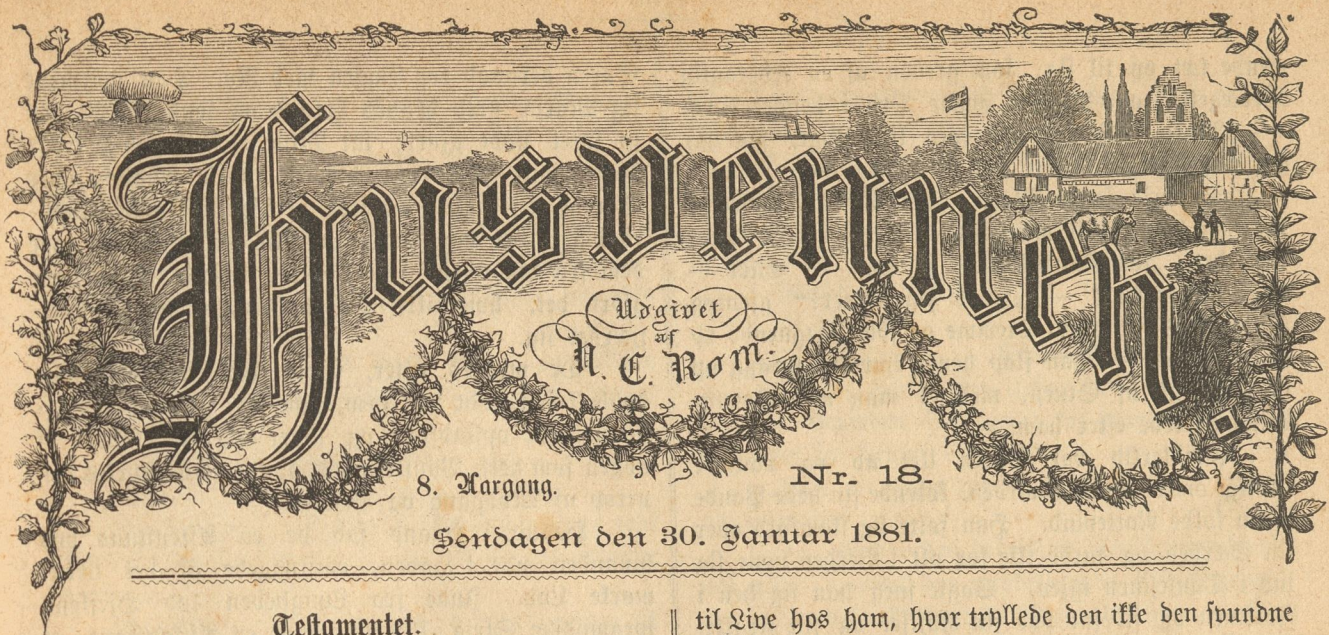 Husvennen.
Udgivet
af
N. C. Rom.
8. Aargang.
Nr. 18.
Søndagen den 30. Januar 1881.
Testamentet.
til Live hos ham, hvor tryllede den ikke den svundne